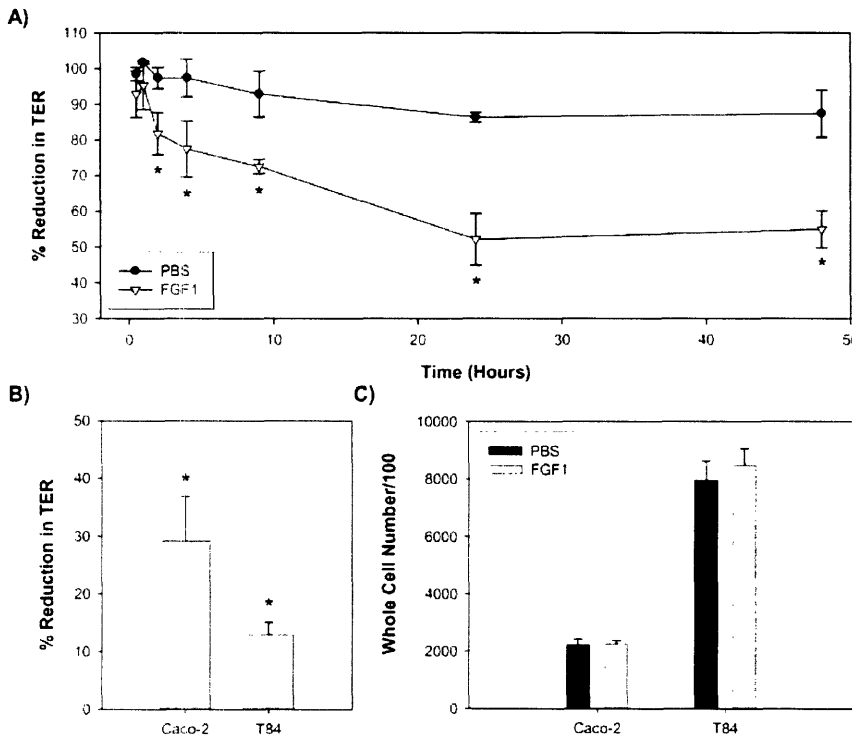 A)
% Reduction in TER
110
100
90
80
70
60
50
40
30
PBS
FGF1
*
*
*
*
*
0
10
20
30
40
50
Time (Hours)
B)
% Reduction in TER
50
40
30
20
10
0
*
*
Caco-2
T84
C)
Whole Cell Number/100
10000
8000
6000
4000
2000
0
PBS
FGF1
Caco-2
T84